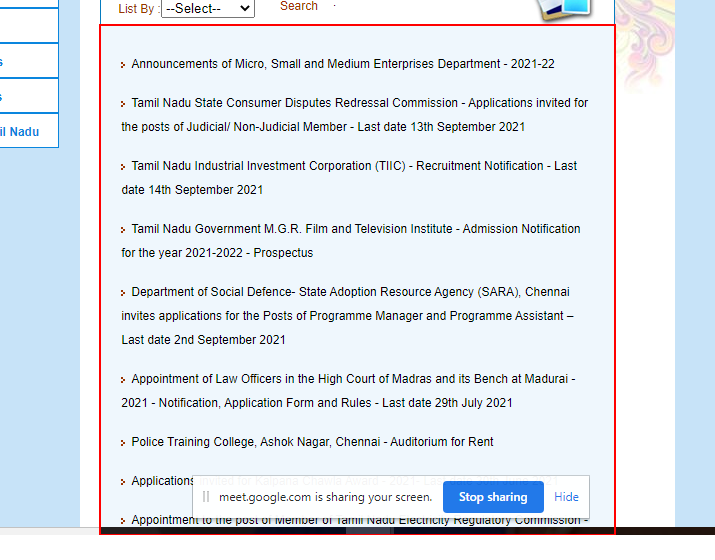 List By : --Select-- Search
s
s
il Nadu
Announcements of Micro, Small and Medium Enterprises Department - 2021-22
Tamil Nadu State Consumer Disputes Redressal Commission - Applications invited for
the posts of Judicial/ Non-Judicial Member - Last date 13th September 2021
Tamil Nadu Industrial Investment Corporation (TIIC) - Recruitment Notification - Last
date 14th September 2021
Tamil Nadu Government M.G.R. Film and Television Institute - Admission Notification
for the year 2021-2022 - Prospectus
Department of Social Defence- State Adoption Resource Agency (SARA), Chennai
invites applications for the Posts of Programme Manager and Programme Assistant –
Last date 2nd September 2021
Appointment of Law Officers in the High Court of Madras and its Bench at Madurai -
2021 - Notification, Application Form and Rules - Last date 29th July 2021
Police Training College, Ashok Nagar, Chennai - Auditorium for Rent
Applications
meet.google.com is sharing your screen. Stop sharing Hide
Appointment to the post of Member of Tamil Nadu Electricity Regulatory Commission -